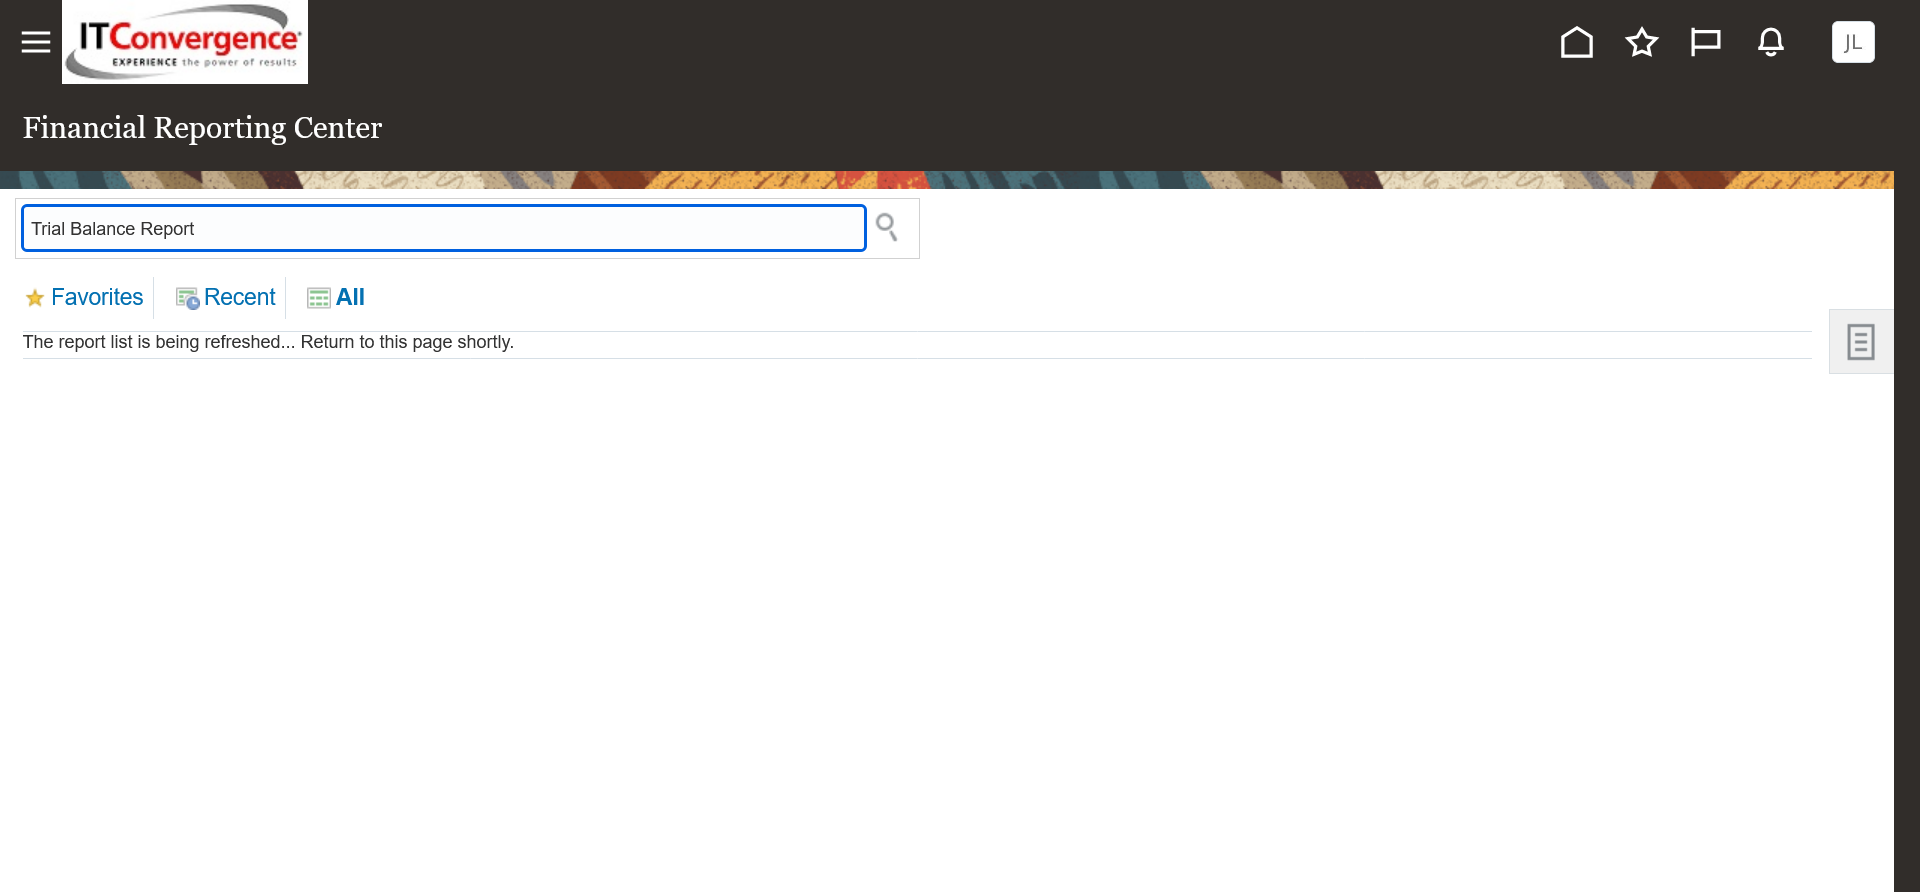 ITConvergence
EXPERIENCE the power of results
JL
Financial Reporting Center
Trial Balance Report
Favorites
Recent
All
The report list is being refreshed... Return to this page shortly.